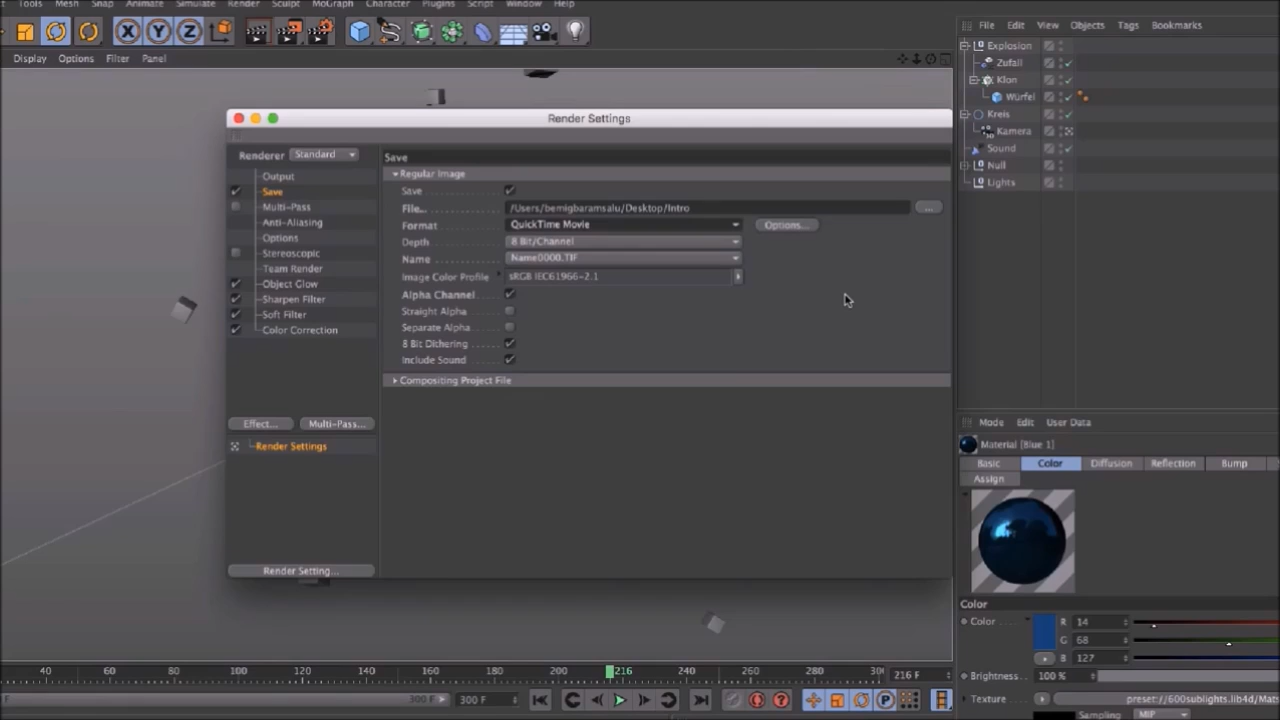 Tools Mesh Snap Animate Simulate Render Sculpt MoGraph Character Plugins Script Window Help
X Y Z
File Edit View Objects Tags Bookmarks
Display Options Filter Panel
Explosion
Zufall
Klon
Würfel
Kreis
Kamera
Sound
Null
Lights
Render Settings
Renderer Standard
Output
Save
Multi-Pass
Anti-Aliasing
Options
Stereoscopic
Team Render
Object Glow
Sharpen Filter
Soft Filter
Color Correction
Effect... Multi-Pass...
Render Settings
Render Setting...
Save
Regular Image
Save
File... /Users/bemigbaramsalu/Desktop/Intro ...
Format QuickTime Movie Options...
Depth 8 Bit/Channel
Name Name0000.TIF
Image Color Profile sRGB IEC61966-2.1
Alpha Channel
Straight Alpha
Separate Alpha
8 Bit Dithering
Include Sound
Compositing Project File
Mode Edit User Data
Material [Blue 1]
Basic Color Diffusion Reflection Bump
Assign
Color
Color R 14
G 68
B 127
Brightness 100 %
Texture preset://600sublights.lib4d/Mat
Sampling MIP
40 60 80 100 120 140 160 180 200 216 240 260 280 216 F
F 300 F 300 F
P